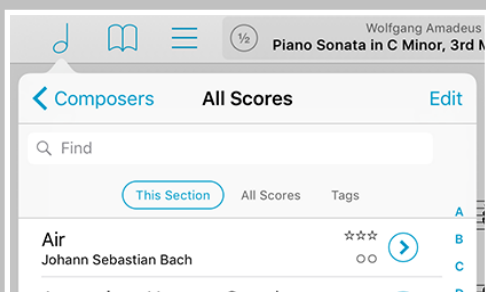 ½
Wolfgang Amadeus
Piano Sonata in C Minor, 3rd
Composers
All Scores
Edit
Find
This Section
All Scores
Tags
A
Air
Johann Sebastian Bach
B
C